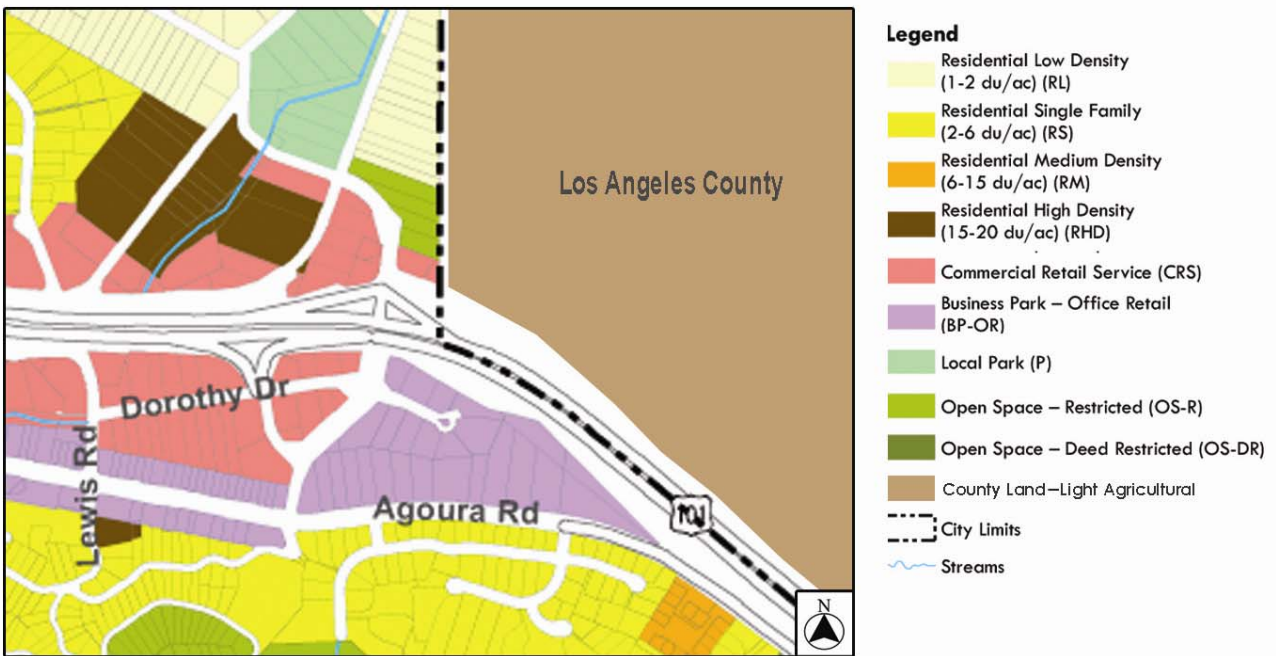 Los Angeles County
Dorothy Dr
Lewis Rd
Agoura Rd
101
N
Legend
Residential Low Density
(1-2 du/ac) (RL)
Residential Single Family
(2-6 du/ac) (RS)
Residential Medium Density
(6-15 du/ac) (RM)
Residential High Density
(15-20 du/ac) (RHD)
Commercial Retail Service (CRS)
Business Park – Office Retail
(BP-OR)
Local Park (P)
Open Space – Restricted (OS-R)
Open Space – Deed Restricted (OS-DR)
County Land–Light Agricultural
City Limits
Streams